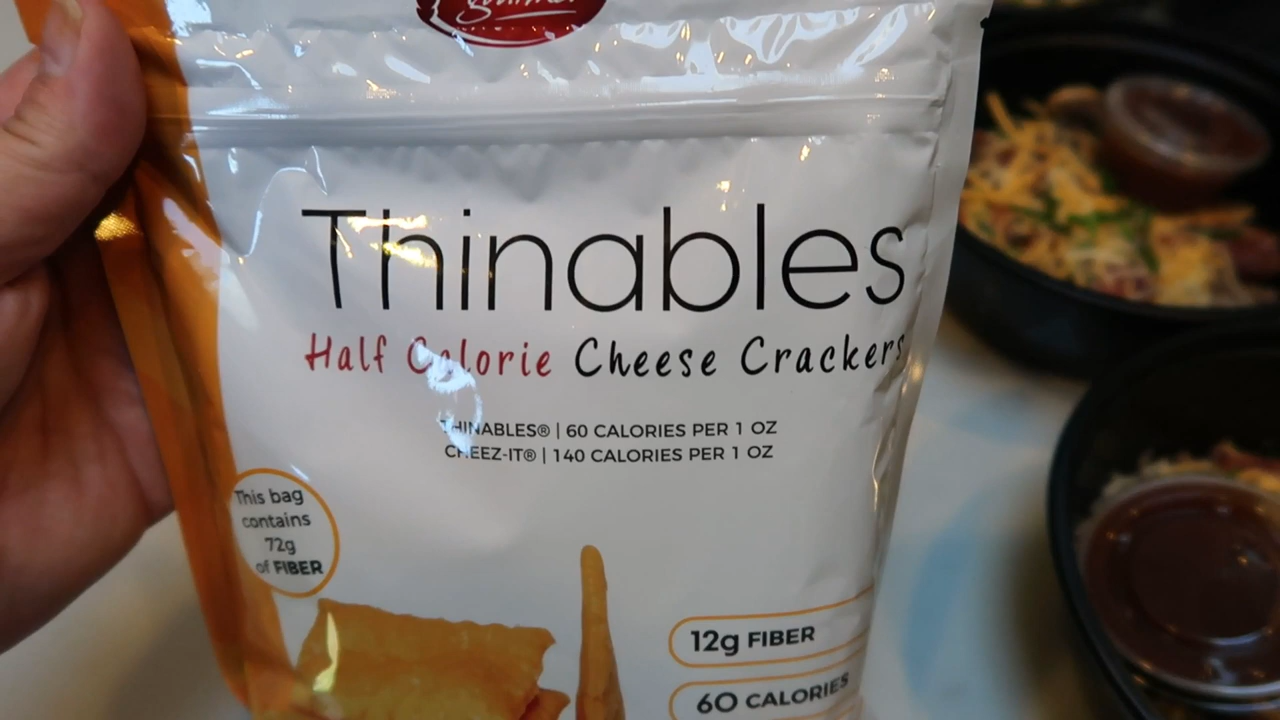 gourmet
Thinables
Half Calorie Cheese Crackers
THINABLES® | 60 CALORIES PER 1 OZ
CHEEZ-IT® | 140 CALORIES PER 1 OZ
This bag
contains
72g
of FIBER
12g FIBER
60 CALORIES